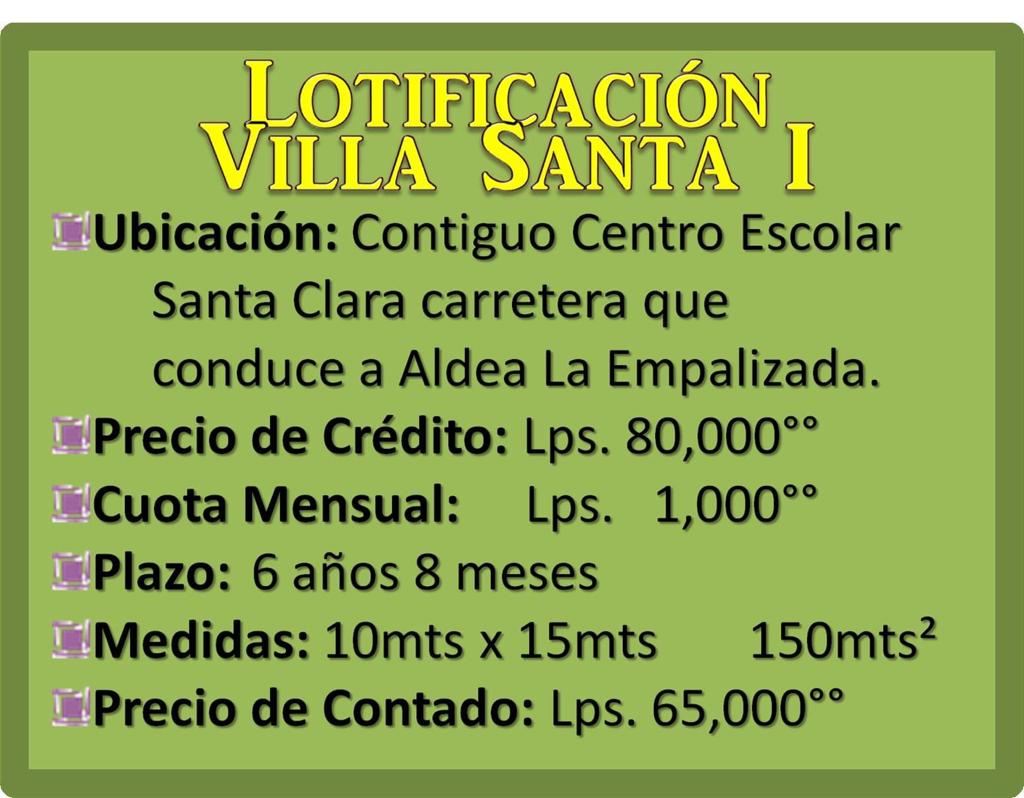 Lotificación
Villa Santa I
Ubicación: Contiguo Centro Escolar
Santa Clara carretera que
conduce a Aldea La Empalizada.
Precio de Crédito: Lps. 80,000°°
Cuota Mensual: Lps. 1,000°°
Plazo: 6 años 8 meses
Medidas: 10mts x 15mts 150mts²
Precio de Contado: Lps. 65,000°°